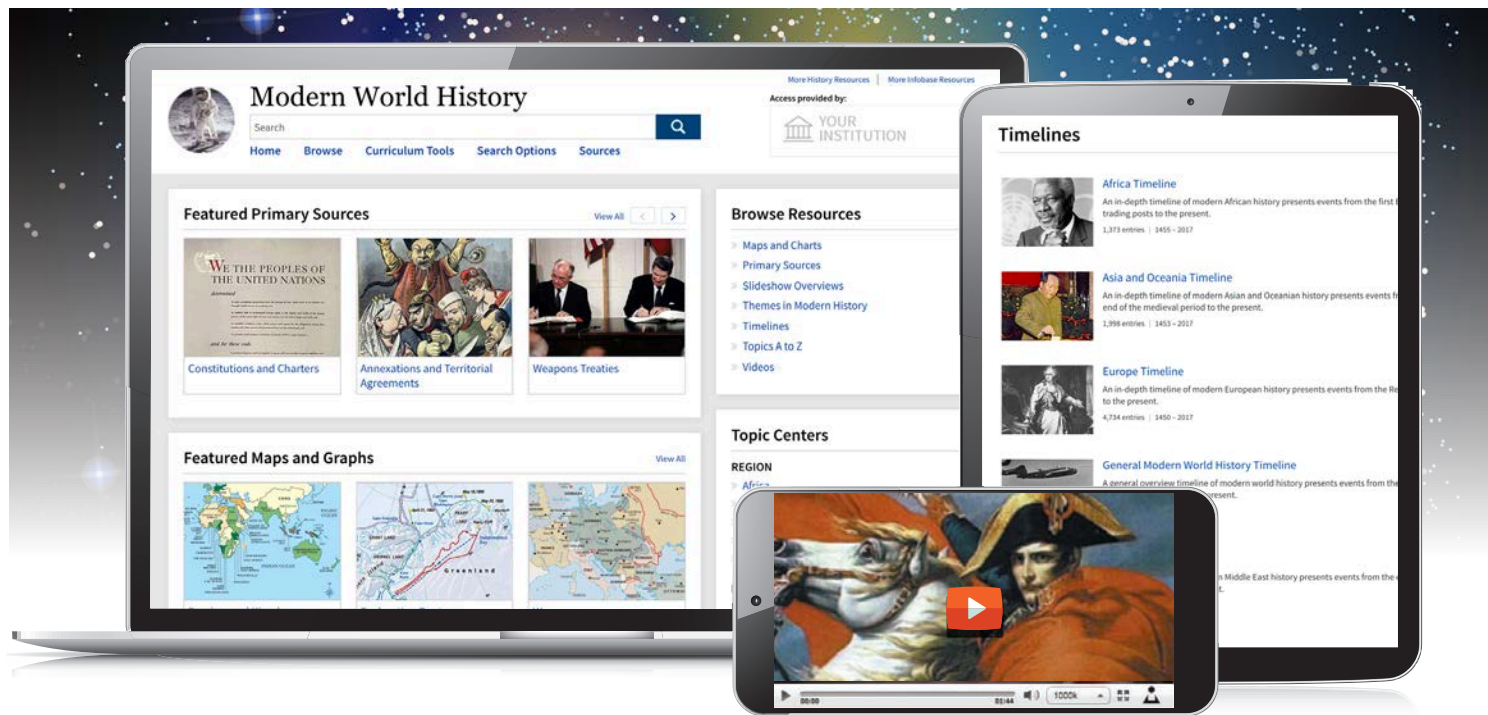 Modern World History
Search
Home Browse Curriculum Tools Search Options Sources
More History Resources | More Infobase Resources
Access provided by:
YOUR
INSTITUTION
Featured Primary Sources
View All
WE THE PEOPLES OF
THE UNITED NATIONS
determined
and for these ends
Constitutions and Charters
Annexations and Territorial
Agreements
Weapons Treaties
Featured Maps and Graphs
View All
Greenland
Browse Resources
Maps and Charts
Primary Sources
Slideshow Overviews
Themes in Modern History
Timelines
Topics A to Z
Videos
Topic Centers
REGION
Africa
Timelines
Africa Timeline
An in-depth timeline of modern African history presents events from the first
trading posts to the present.
1,373 entries | 1455 – 2017
Asia and Oceania Timeline
An in-depth timeline of modern Asian and Oceanian history presents events
end of the medieval period to the present.
1,998 entries | 1453 – 2017
Europe Timeline
An in-depth timeline of modern European history presents events from the Re
to the present.
4,734 entries | 1450 – 2017
General Modern World History Timeline
A general overview timeline of modern world history presents events from the
present.
n Middle East history presents events from the
t.
00:00
01:44
1000k